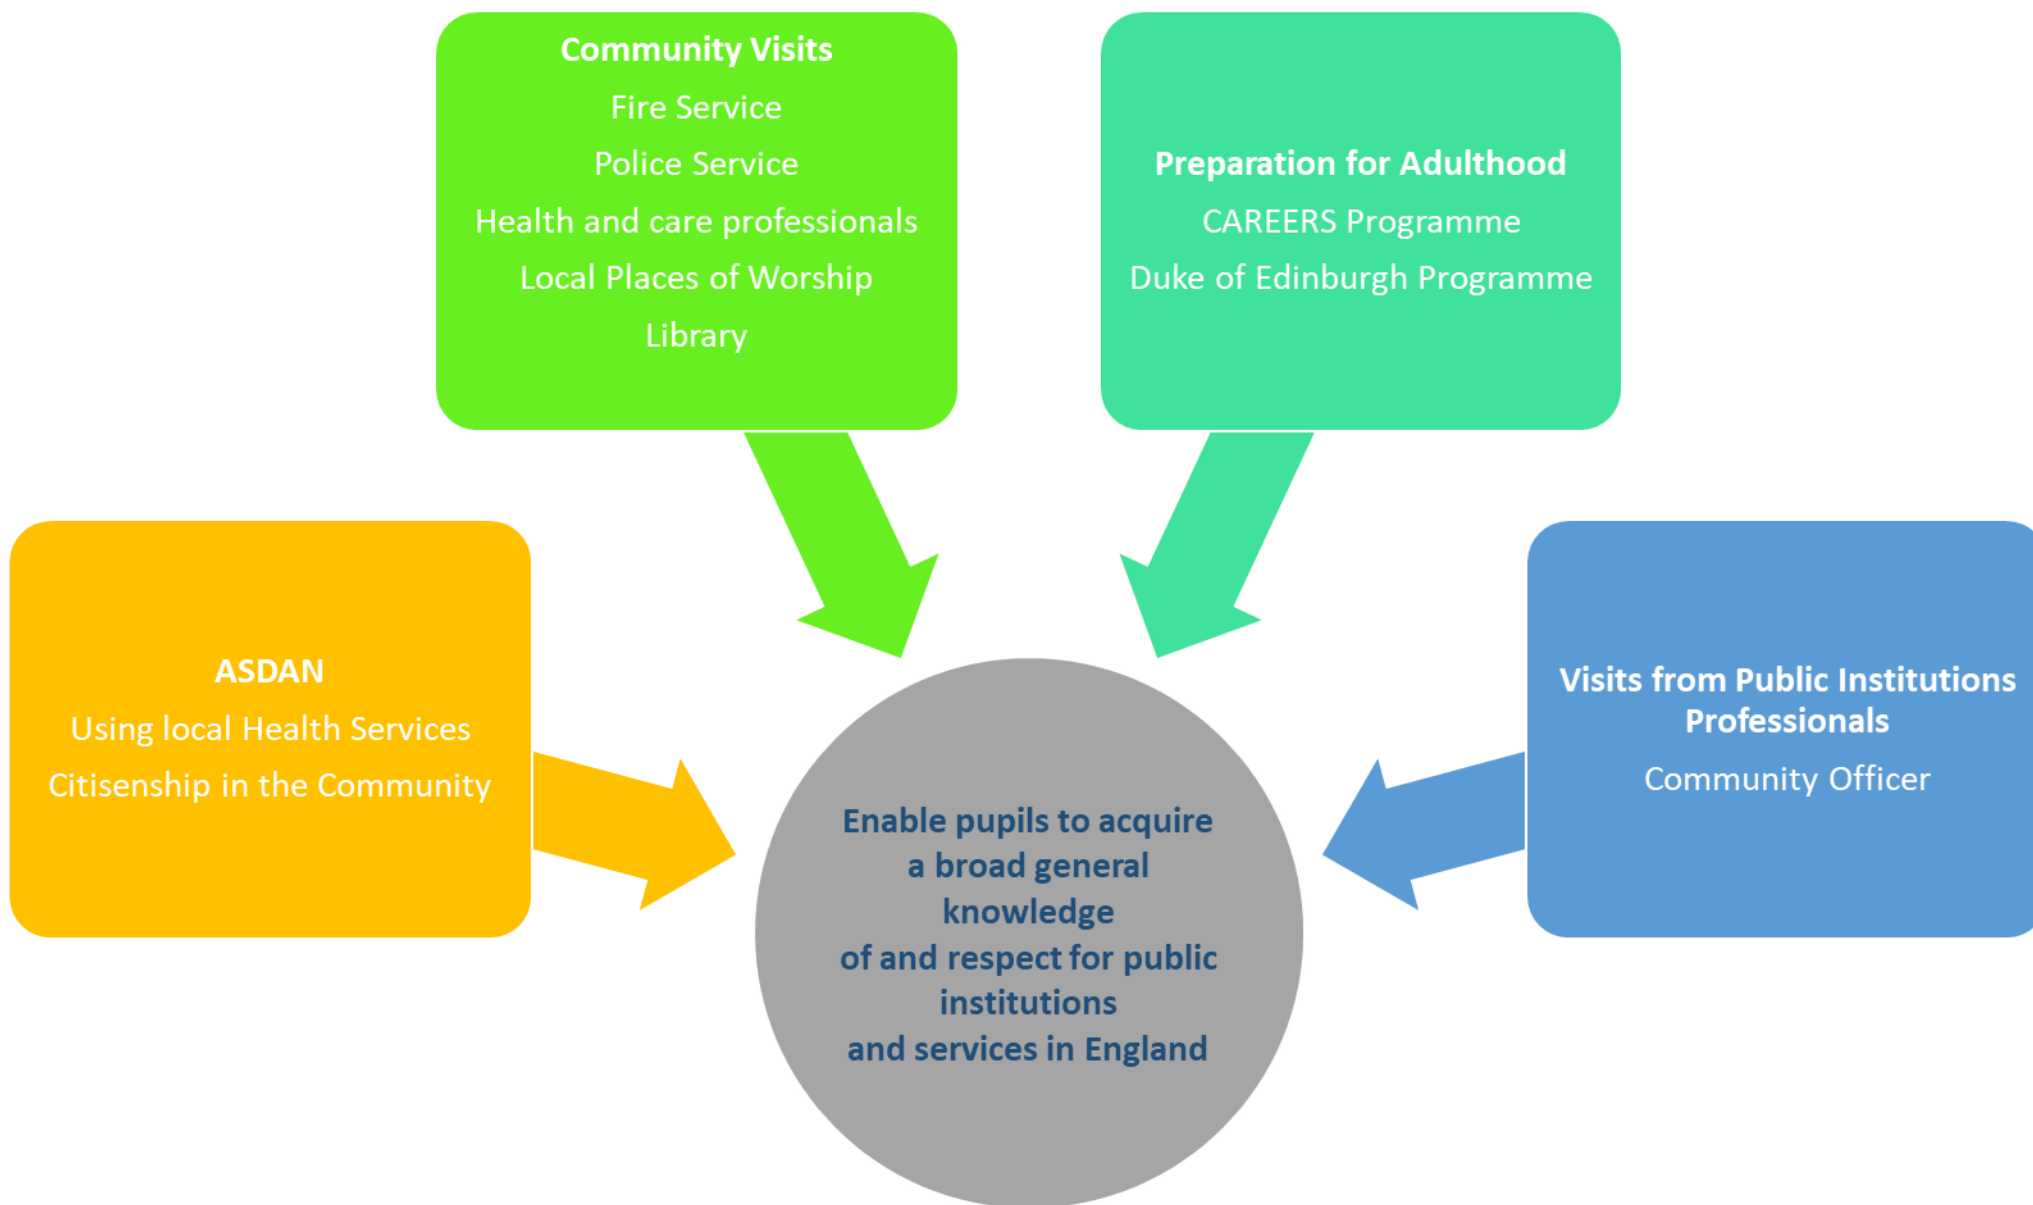 Community Visits
Fire Service
Police Service
Health and care professionals
Local Places of Worship
Library
Preparation for Adulthood
CAREERS Programme
Duke of Edinburgh Programme
ASDAN
Using local Health Services
Citisenship in the Community
Visits from Public Institutions
Professionals
Community Officer
Enable pupils to acquire
a broad general
knowledge
of and respect for public
institutions
and services in England